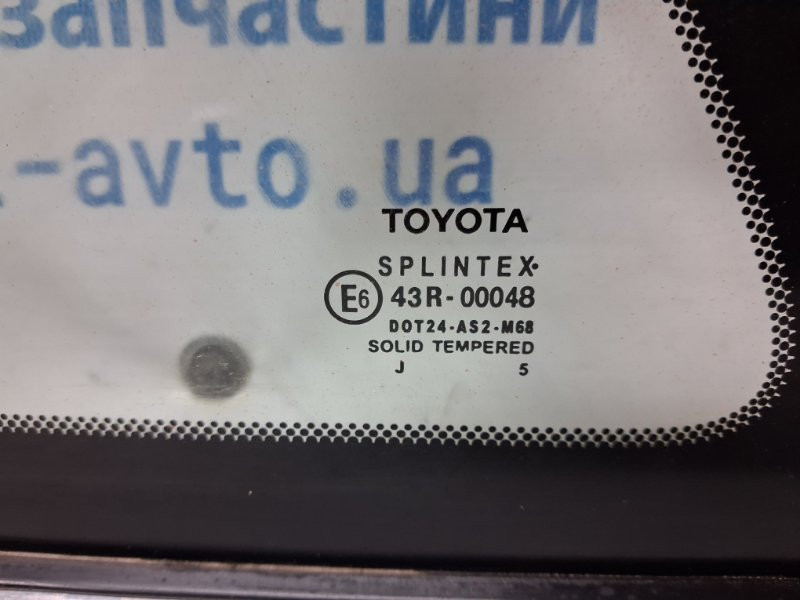 запчастини
-avto.ua
TOYOTA
SPLINTEX
E6 43R-00048
DOT24-AS2-M68
SOLID TEMPERED
J 5